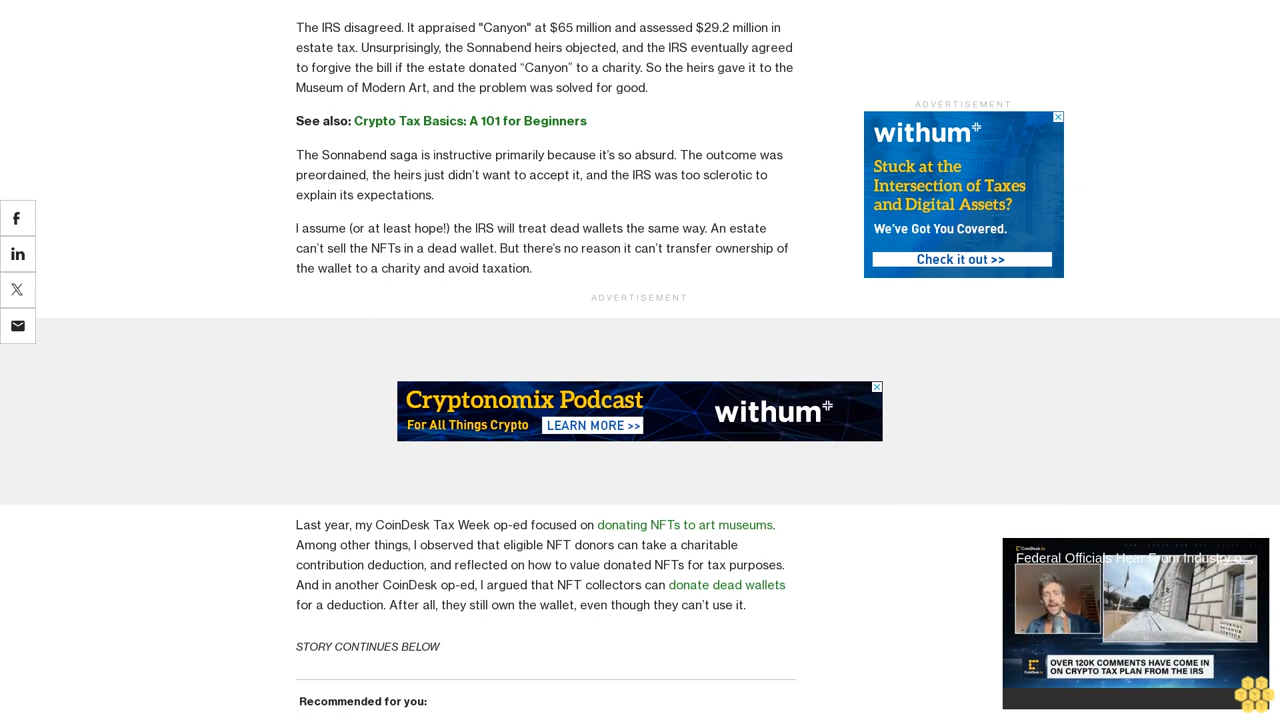 The IRS disagreed. It appraised "Canyon" at $65 million and assessed $29.2 million in
estate tax. Unsurprisingly, the Sonnabend heirs objected, and the IRS eventually agreed
to forgive the bill if the estate donated “Canyon” to a charity. So the heirs gave it to the
Museum of Modern Art, and the problem was solved for good.
See also: Crypto Tax Basics: A 101 for Beginners
The Sonnabend saga is instructive primarily because it’s so absurd. The outcome was
preordained, the heirs just didn’t want to accept it, and the IRS was too sclerotic to
explain its expectations.
I assume (or at least hope!) the IRS will treat dead wallets the same way. An estate
can’t sell the NFTs in a dead wallet. But there’s no reason it can’t transfer ownership of
the wallet to a charity and avoid taxation.
ADVERTISEMENT
withum
Stuck at the
Intersection of Taxes
and Digital Assets?
We’ve Got You Covered.
Check it out >>
ADVERTISEMENT
Cryptonomix Podcast
For All Things Crypto
LEARN MORE >>
withum
Last year, my CoinDesk Tax Week op-ed focused on donating NFTs to art museums.
Among other things, I observed that eligible NFT donors can take a charitable
contribution deduction, and reflected on how to value donated NFTs for tax purposes.
And in another CoinDesk op-ed, I argued that NFT collectors can donate dead wallets
for a deduction. After all, they still own the wallet, even though they can’t use it.
STORY CONTINUES BELOW
Recommended for you:
CoinDesk
Federal Officials Hear From Industry o...
OVER 120K COMMENTS HAVE COME IN
ON CRYPTO TAX PLAN FROM THE IRS